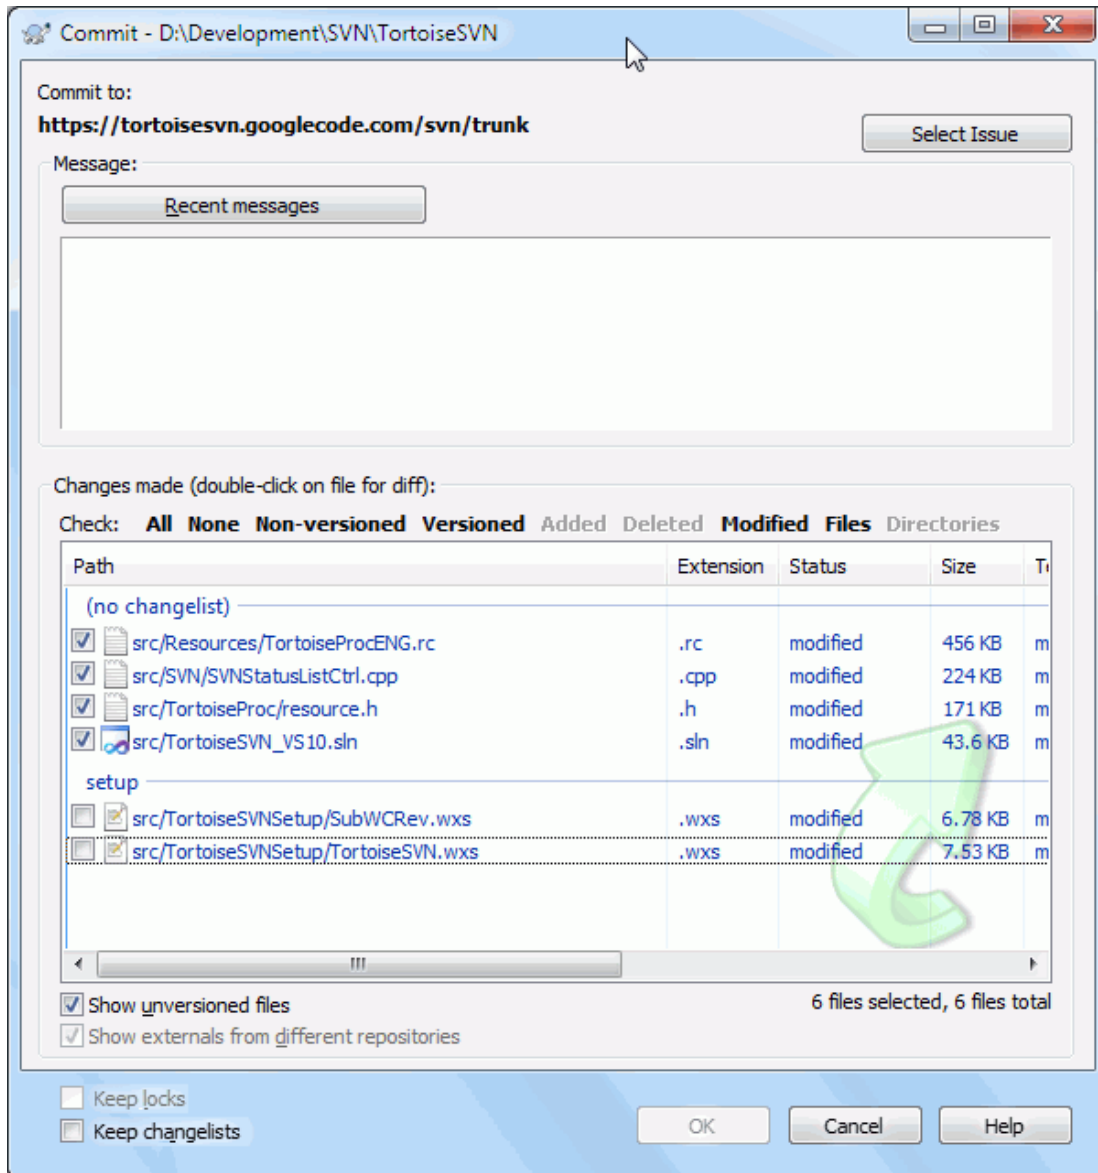 Commit - D:\Development\SVN\TortoiseSVN
Commit to:
https://tortoisesvn.googlecode.com/svn/trunk
Select Issue
Message:
Recent messages
Changes made (double-click on file for diff):
Check: All None Non-versioned Versioned Added Deleted Modified Files Directories
Path Extension Status Size
(no changelist)
src/Resources/TortoiseProcENG.rc .rc modified 456 KB m
src/SVN/SVNStatusListCtrl.cpp .cpp modified 224 KB m
src/TortoiseProc/resource.h .h modified 171 KB m
src/TortoiseSVN_VS10.sln .sln modified 43.6 KB m
setup
src/TortoiseSVNSetup/SubWCRev.wxs .wxs modified 6.78 KB m
src/TortoiseSVNSetup/TortoiseSVN.wxs .wxs modified 7.53 KB m
Show unversioned files 6 files selected, 6 files total
Show externals from different repositories
Keep locks
Keep changelists OK Cancel Help